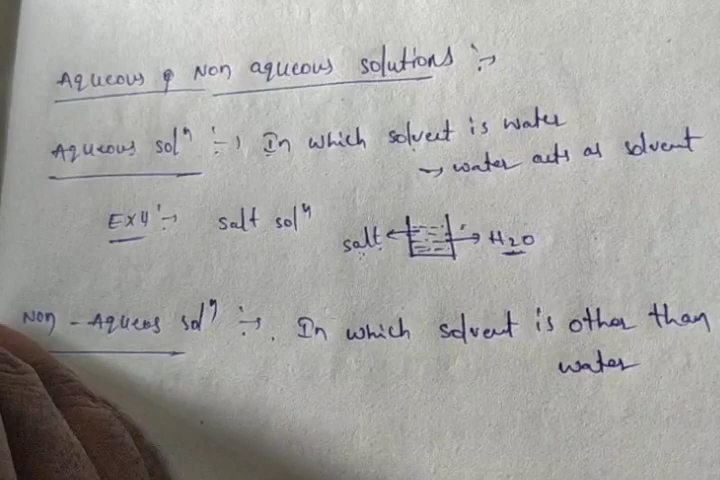 Aqueous & Non aqueous solutions :→
Aqueous solⁿ :→ In which solvent is water
→ water acts as solvent
Ex4 :→ salt solⁿ
salt ← → H2O
Non - Aqueos solⁿ :→ In which solvent is other than
water